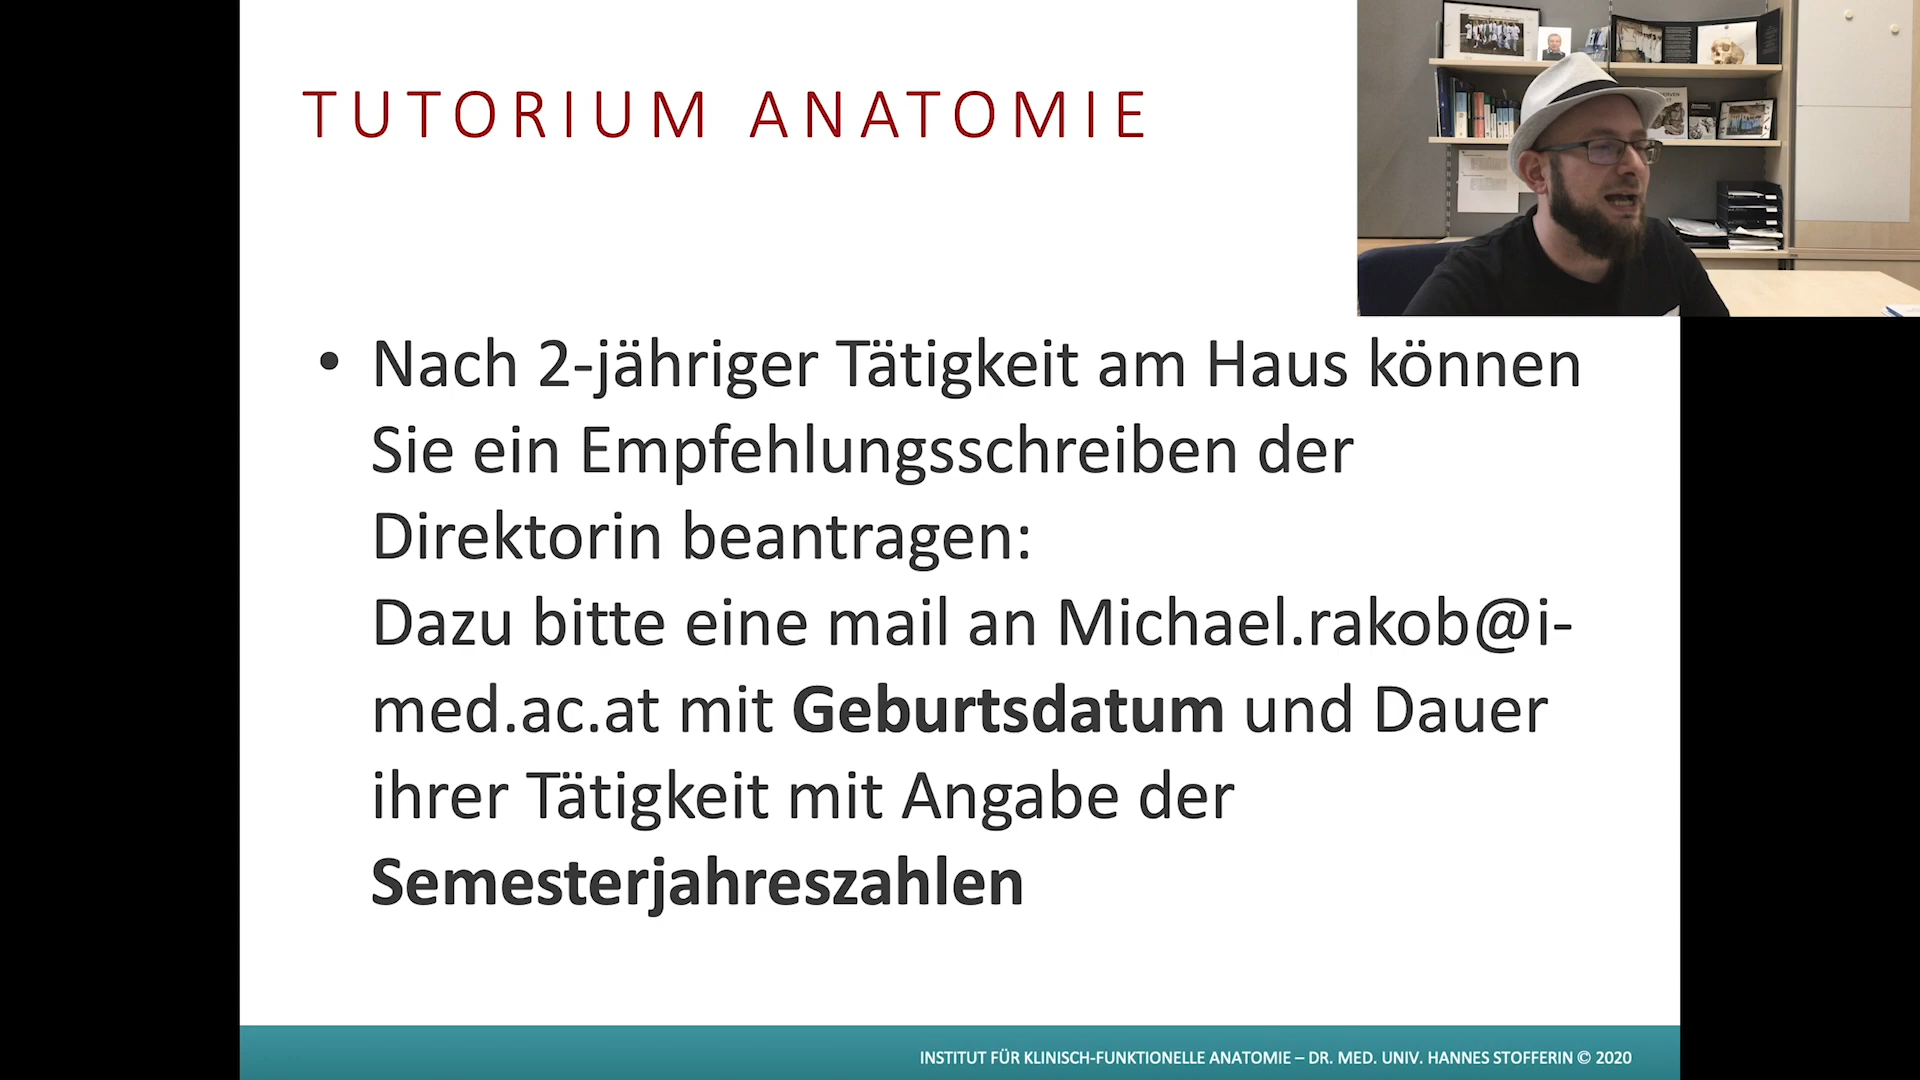 TUTORIUM ANATOMIE
• Nach 2-jähriger Tätigkeit am Haus können
Sie ein Empfehlungsschreiben der
Direktorin beantragen:
Dazu bitte eine mail an Michael.rakob@i-
med.ac.at mit Geburtsdatum und Dauer
ihrer Tätigkeit mit Angabe der
Semesterjahreszahlen
INSTITUT FÜR KLINISCH-FUNKTIONELLE ANATOMIE – DR. MED. UNIV. HANNES STOFFERIN © 2020